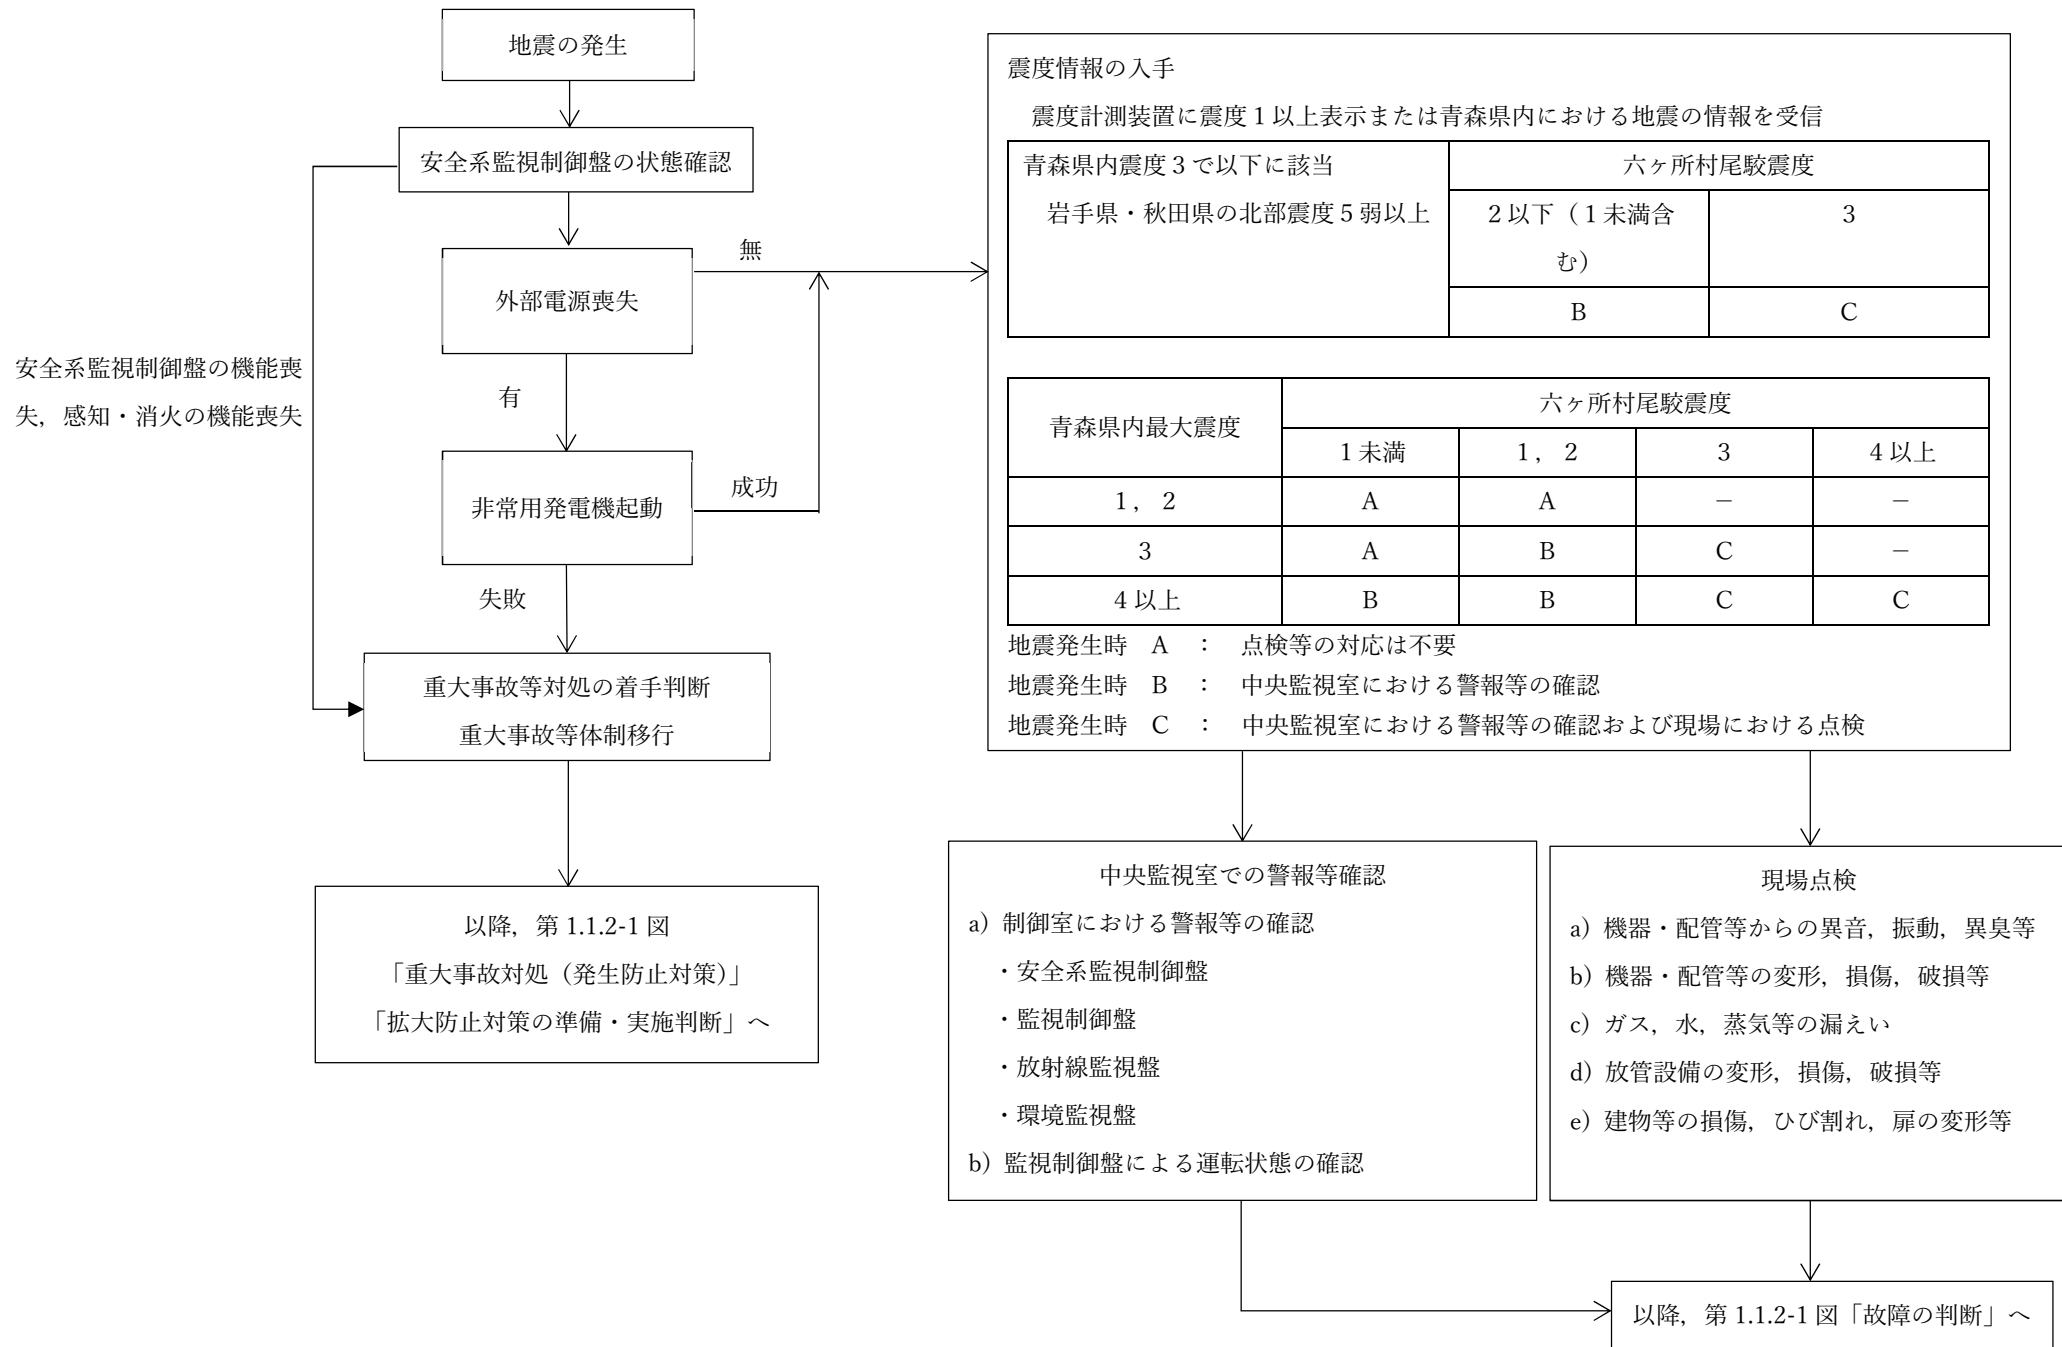 地震の発生
安全系監視制御盤の状態確認
外部電源喪失
無
有
安全系監視制御盤の機能喪
失，感知・消火の機能喪失
非常用発電機起動
成功
失敗
重大事故等対処の着手判断
重大事故等体制移行
以降，第 1.1.2-1 図
「重大事故対処（発生防止対策）」
「拡大防止対策の準備・実施判断」へ
震度情報の入手
震度計測装置に震度１以上表示または青森県内における地震の情報を受信
青森県内震度３で以下に該当
岩手県・秋田県の北部震度５弱以上
六ヶ所村尾駮震度
２以下（１未満含
む）
3
B
C
青森県内最大震度
六ヶ所村尾駮震度
１未満
１，２
3
４以上
１，２
A
A
－
－
3
A
B
C
－
４以上
B
B
C
C
地震発生時　A　：　点検等の対応は不要
地震発生時　B　：　中央監視室における警報等の確認
地震発生時　C　：　中央監視室における警報等の確認および現場における点検
中央監視室での警報等確認
a）制御室における警報等の確認
・安全系監視制御盤
・監視制御盤
・放射線監視盤
・環境監視盤
b）監視制御盤による運転状態の確認
現場点検
a）機器・配管等からの異音，振動，異臭等
b）機器・配管等の変形，損傷，破損等
c）ガス，水，蒸気等の漏えい
d）放管設備の変形，損傷，破損等
e）建物等の損傷，ひび割れ，扉の変形等
以降，第 1.1.2-1 図「故障の判断」へ